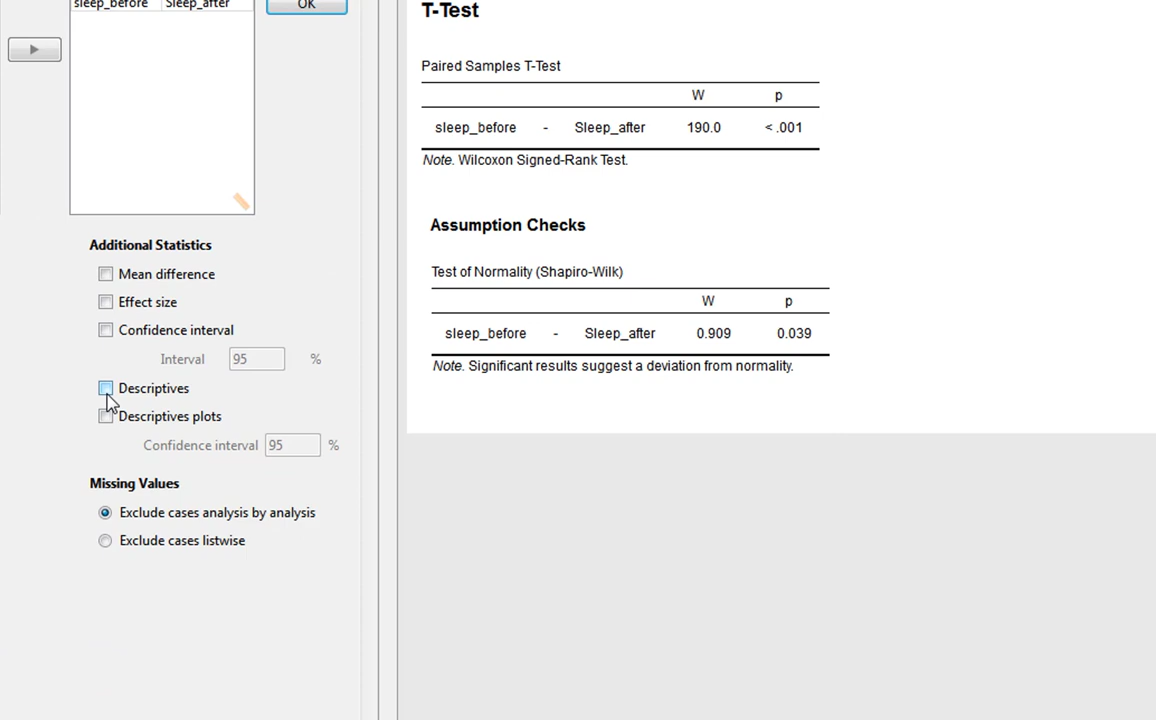 sleep_before Sleep_after
OK
Additional Statistics
Mean difference
Effect size
Confidence interval
Interval 95 %
Descriptives
Descriptives plots
Confidence interval 95 %
Missing Values
Exclude cases analysis by analysis
Exclude cases listwise
T-Test
Paired Samples T-Test
W p
sleep_before - Sleep_after 190.0 < .001
Note. Wilcoxon Signed-Rank Test.
Assumption Checks
Test of Normality (Shapiro-Wilk)
W p
sleep_before - Sleep_after 0.909 0.039
Note. Significant results suggest a deviation from normality.